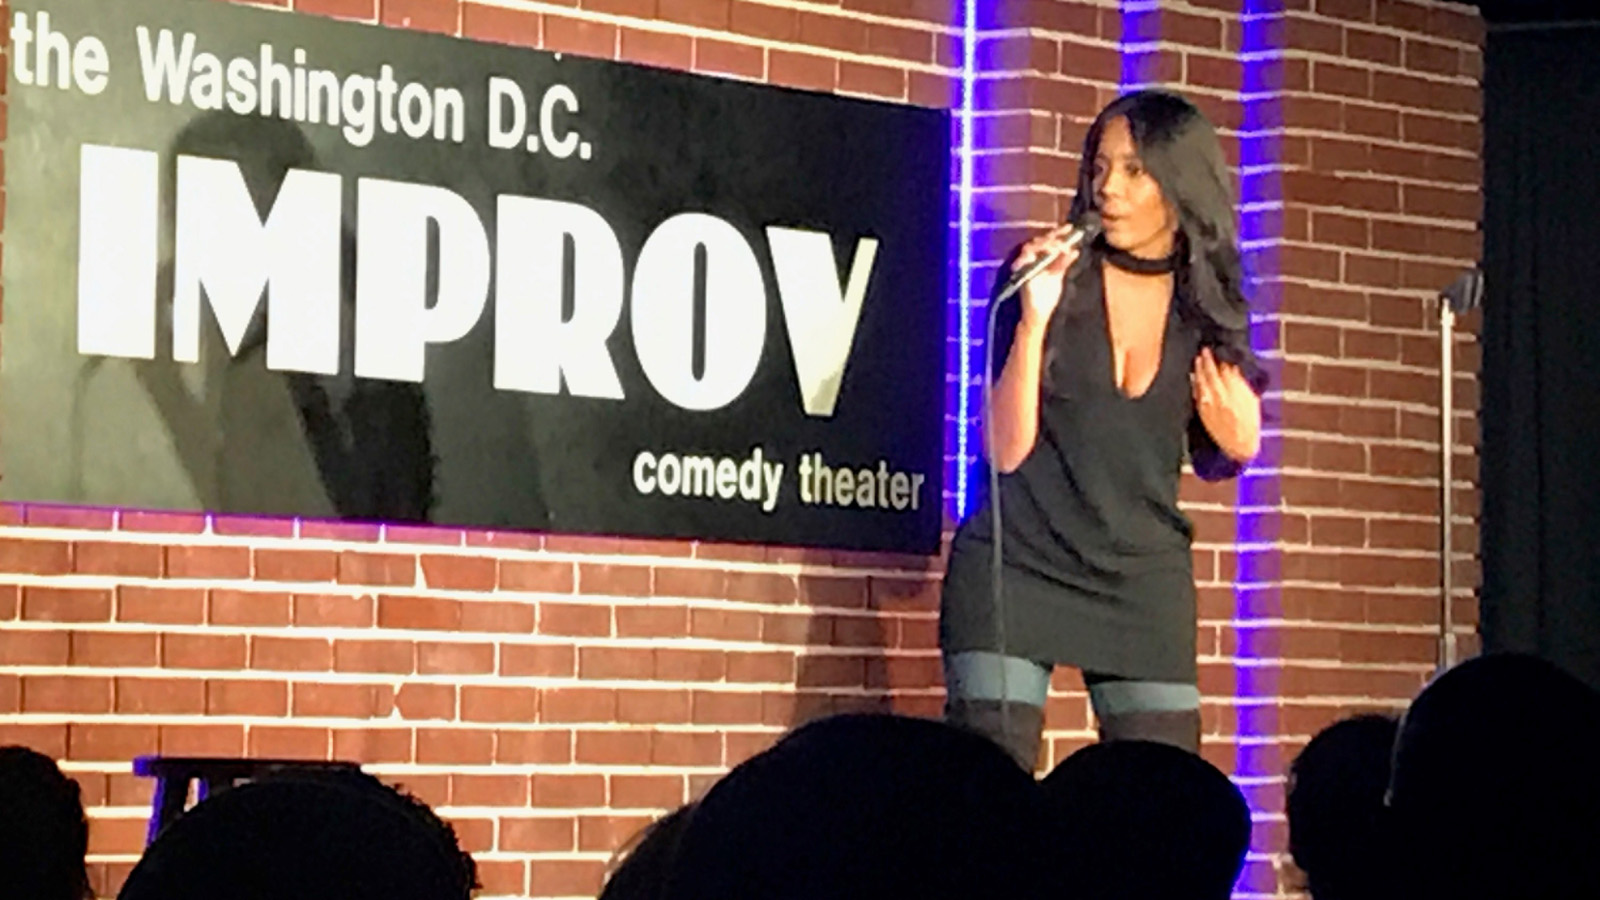 the Washington D.C.
IMPROV
comedy theater